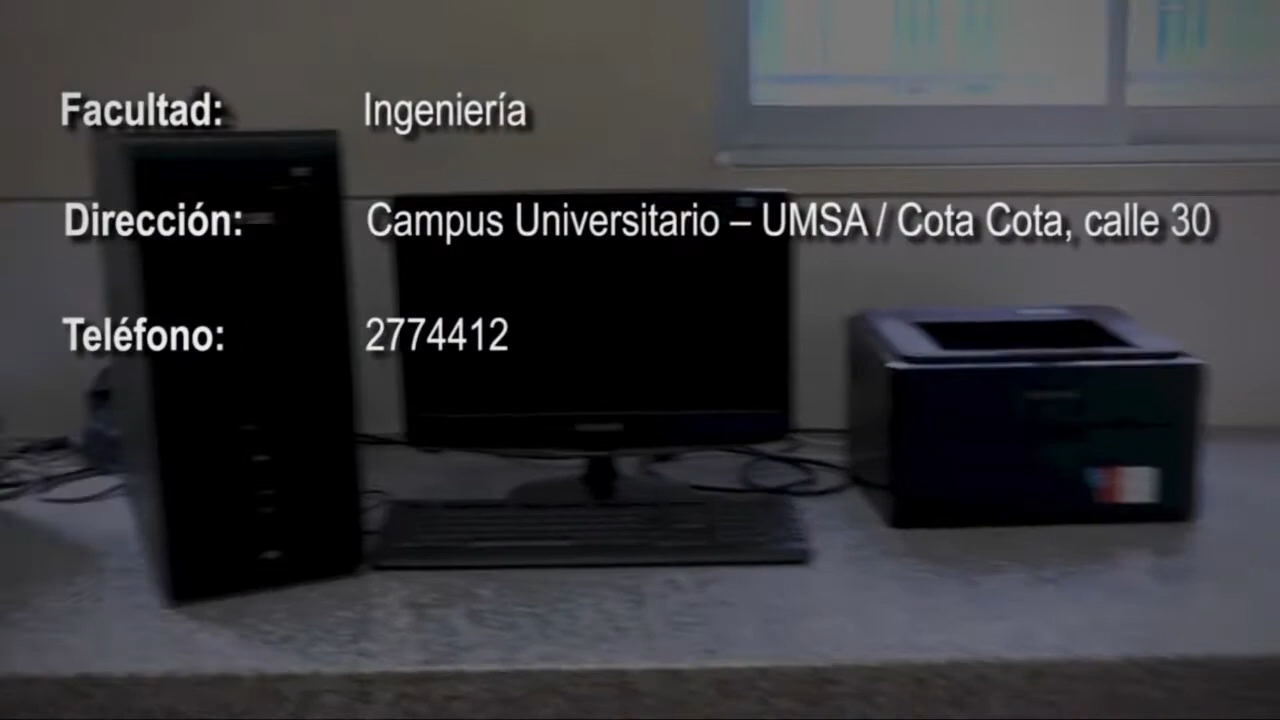 Facultad: Ingeniería
Dirección: Campus Universitario – UMSA / Cota Cota, calle 30
Teléfono: 2774412